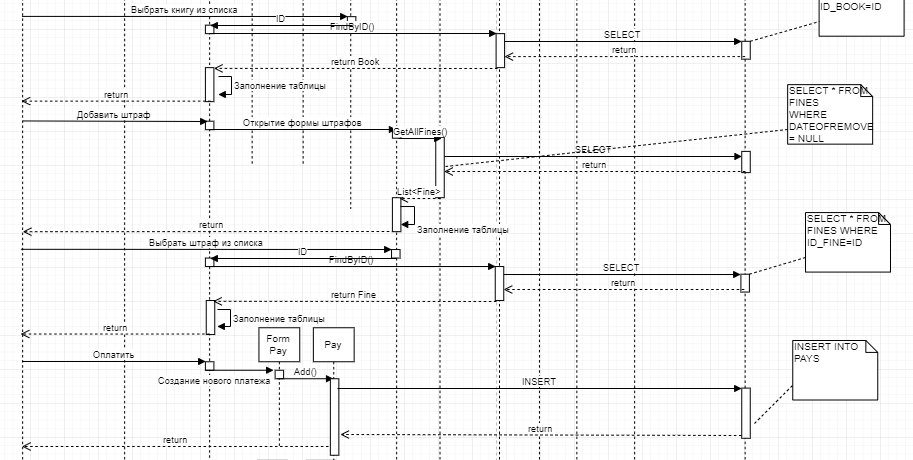 ID_BOOK=ID
Выбрать книгу из списка
ID
FindByID()
SELECT
return
return Book
Заполнение таблицы
return
SELECT * FROM
FINES
WHERE
DATEOFREMOVE
= NULL
Добавить штраф
Открытие формы штрафов
GetAllFines()
SELECT
return
List<Fine>
return
Заполнение таблицы
SELECT * FROM
FINES WHERE
ID_FINE=ID
Выбрать штраф из списка
ID
FindByID()
SELECT
return
return Fine
Заполнение таблицы
return
Form
Pay
Pay
INSERT INTO
PAYS
Оплатить
Создание нового платежа
Add()
INSERT
return
return